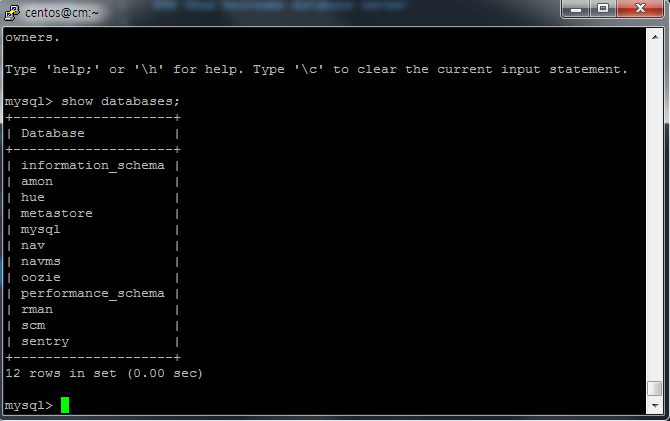 centos@cm:~
owners.
Type 'help;' or '\h' for help. Type '\c' to clear the current input statement.
mysql> show databases;
+--------------------+
| Database           |
+--------------------+
| information_schema |
| amon               |
| hue                |
| metastore          |
| mysql              |
| nav                |
| navms              |
| oozie              |
| performance_schema |
| rman               |
| scm                |
| sentry             |
+--------------------+
12 rows in set (0.00 sec)
mysql>